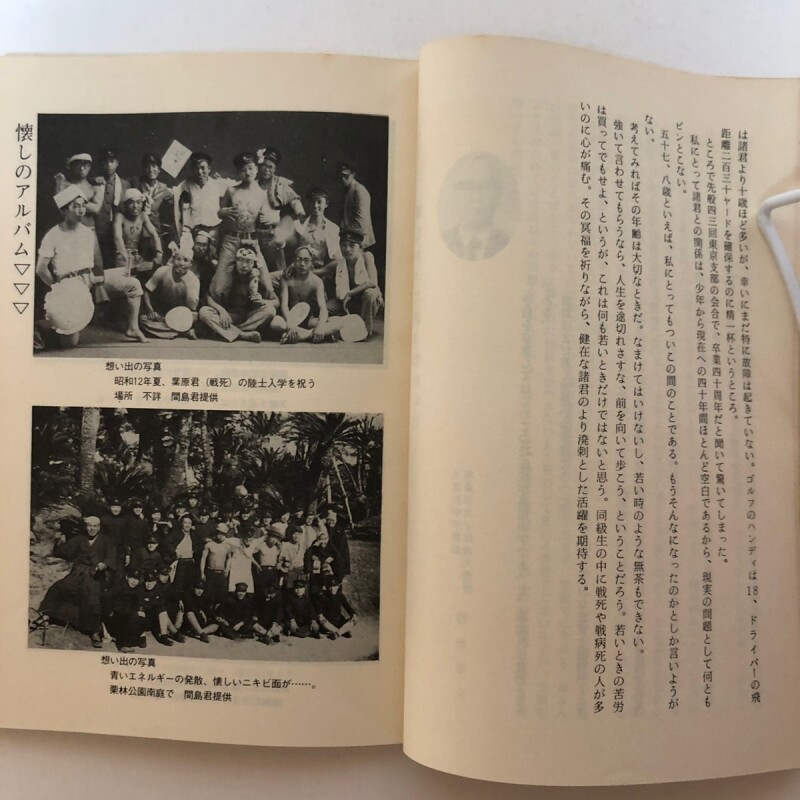 は諸君より十歳ほど多いが、幸いにまだ特に故障は起きていない。ゴルフのハンディは18、ドライバーの飛
距離二百三十ヤードを確保するのに精一杯というところ。
ところで先般四三回東京支部の会合で、卒業四十周年だと聞いて驚いてしまった。
私にとって諸君との関係は、少年から現在への四十年間ほとんど空白であるから、現実の問題として何とも
ピンとこない。
五十七、八歳といえば、私にとってもついこの間のことである。もうそんなになったのかとしか言いようが
ない。
考えてみればその年齢は大切なときだ。なまけてはいけないし、若い時のような無茶もできない。
強いて言わせてもらうなら、人生を途切れさすな、前を向いて歩こう、ということだろう。若いときの苦労
は買ってでもせよ、というが、これは何も若いときだけではないと思う。同級生の中に戦死や戦病死の人が多
いのに心が痛む。その冥福を祈りながら、健在な諸君のより溌剌とした活躍を期待する。
懐しのアルバム▽▽▽
想い出の写真
昭和12年夏、葉原君（戦死）の陸士入学を祝う
場所 不詳 間島君提供
想い出の写真
青いエネルギーの発散、懐しいニキビ面が……。
栗林公園南庭で 間島君提供